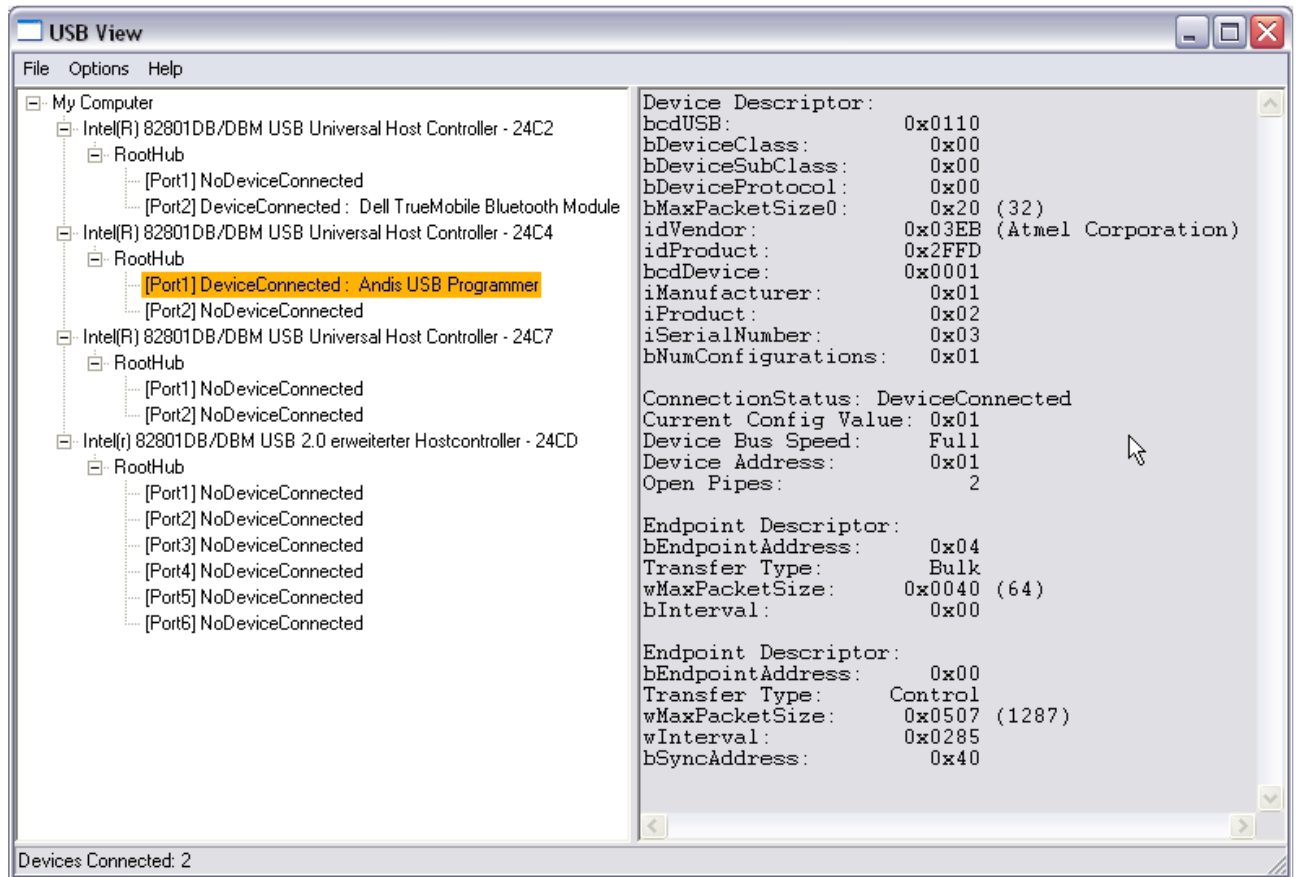 USB View
File Options Help
My Computer
Intel(R) 82801DB/DBM USB Universal Host Controller - 24C2
RootHub
[Port1] NoDeviceConnected
[Port2] DeviceConnected : Dell TrueMobile Bluetooth Module
Intel(R) 82801DB/DBM USB Universal Host Controller - 24C4
RootHub
[Port1] DeviceConnected : Andis USB Programmer
[Port2] NoDeviceConnected
Intel(R) 82801DB/DBM USB Universal Host Controller - 24C7
RootHub
[Port1] NoDeviceConnected
[Port2] NoDeviceConnected
Intel(r) 82801DB/DBM USB 2.0 erweiterter Hostcontroller - 24CD
RootHub
[Port1] NoDeviceConnected
[Port2] NoDeviceConnected
[Port3] NoDeviceConnected
[Port4] NoDeviceConnected
[Port5] NoDeviceConnected
[Port6] NoDeviceConnected
Device Descriptor:
bcdUSB: 0x0110
bDeviceClass: 0x00
bDeviceSubClass: 0x00
bDeviceProtocol: 0x00
bMaxPacketSize0: 0x20 (32)
idVendor: 0x03EB (Atmel Corporation)
idProduct: 0x2FFD
bcdDevice: 0x0001
iManufacturer: 0x01
iProduct: 0x02
iSerialNumber: 0x03
bNumConfigurations: 0x01
ConnectionStatus: DeviceConnected
Current Config Value: 0x01
Device Bus Speed: Full
Device Address: 0x01
Open Pipes: 2
Endpoint Descriptor:
bEndpointAddress: 0x04
Transfer Type: Bulk
wMaxPacketSize: 0x0040 (64)
bInterval: 0x00
Endpoint Descriptor:
bEndpointAddress: 0x00
Transfer Type: Control
wMaxPacketSize: 0x0507 (1287)
wInterval: 0x0285
bSyncAddress: 0x40
Devices Connected: 2